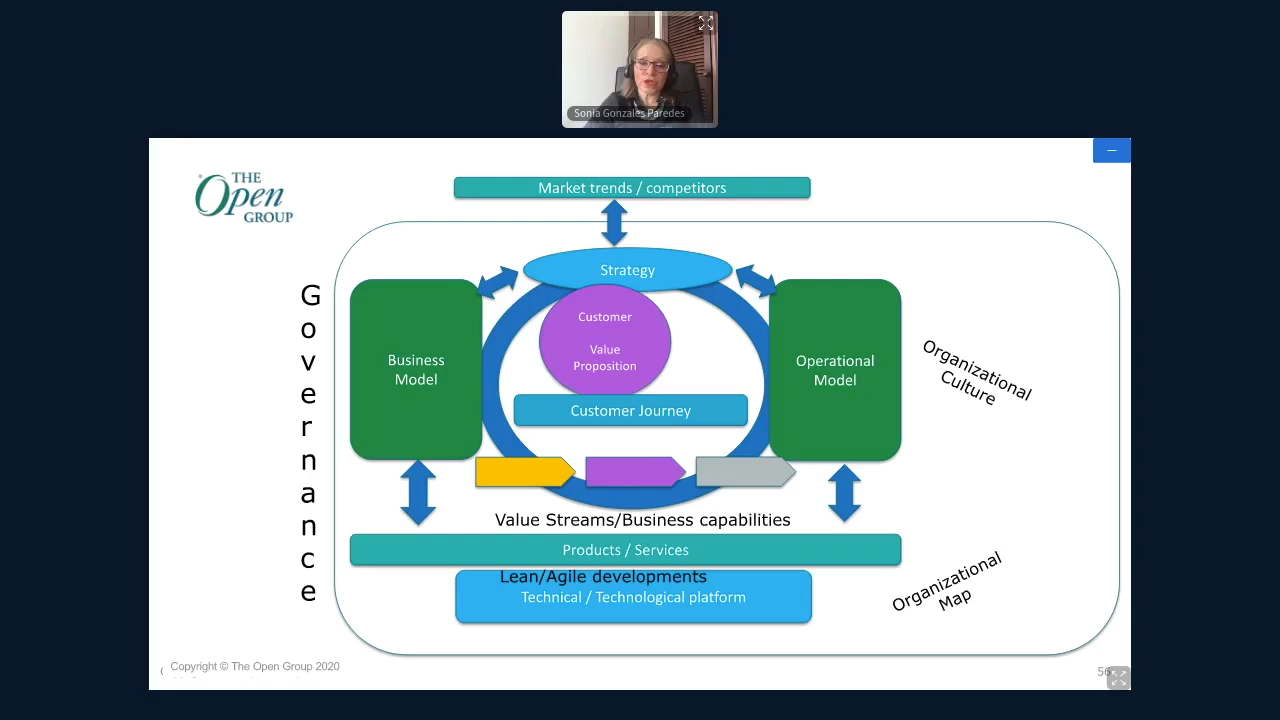 Sonia Gonzales Paredes
THE
Open
GROUP
Market trends / competitors
Strategy
Customer
Value
Proposition
Business
Model
Operational
Model
Customer Journey
Governance
Organizational
Culture
Value Streams/Business capabilities
Products / Services
Lean/Agile developments
Technical / Technological platform
Organizational
Map
Copyright © The Open Group 2020